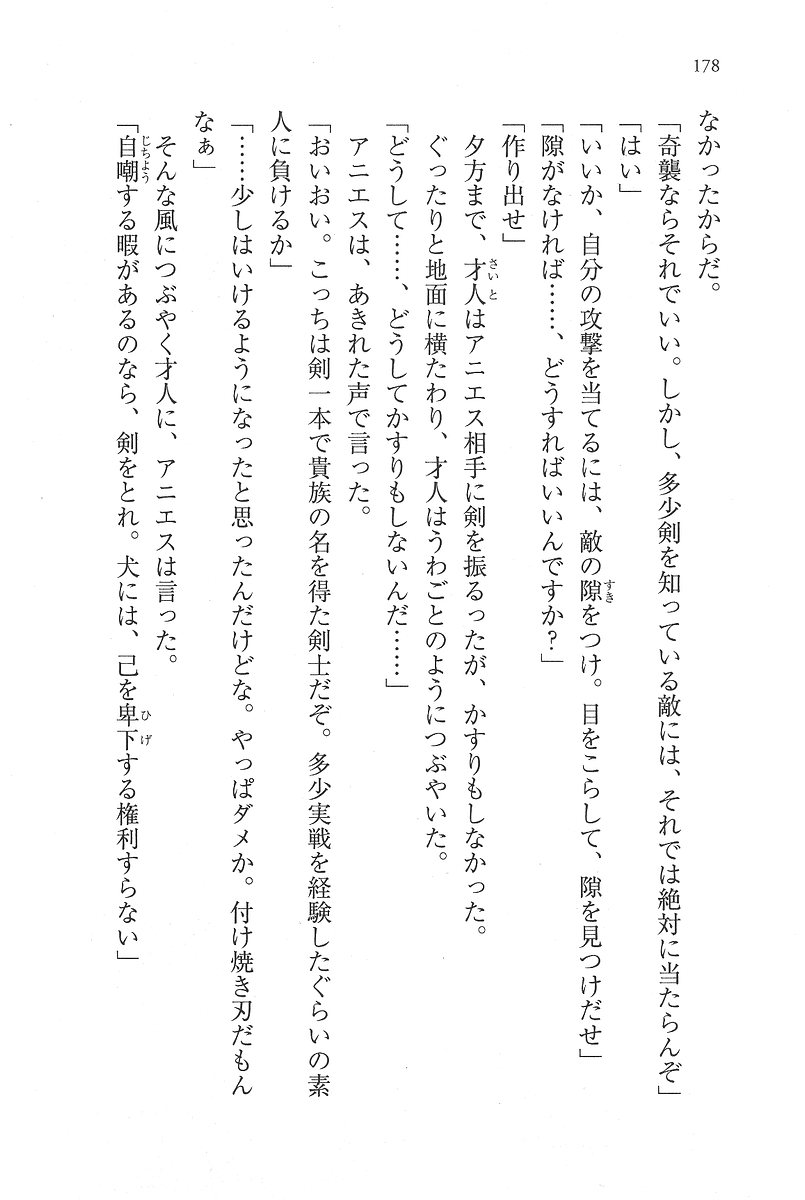 178
なかったからだ。
「奇襲ならそれでいい。しかし、多少剣を知っている敵には、それでは絶対に当たらんぞ」
「はい」
「いいか、自分の攻撃を当てるには、敵の隙をつけ。目をこらして、隙を見つけだせ」
すき
「隙がなければ……、どうすればいいんですか？」
「作り出せ」
夕方まで、才人はアニエス相手に剣を振るったが、かすりもしなかった。
さいと
ぐったりと地面に横たわり、才人はうわごとのようにつぶやいた。
「どうして……、どうしてかすりもしないんだ……」
アニエスは、あきれた声で言った。
「おいおい。こっちは剣一本で貴族の名を得た剣士だぞ。多少実戦を経験したぐらいの素
人に負けるか」
「……少しはいけるようになったと思ったんだけどな。やっぱダメか。付け焼き刃だもん
なぁ」
そんな風につぶやく才人に、アニエスは言った。
「自嘲する暇があるのなら、剣をとれ。犬には、己を卑下する権利すらない」
じちょう
ひげ